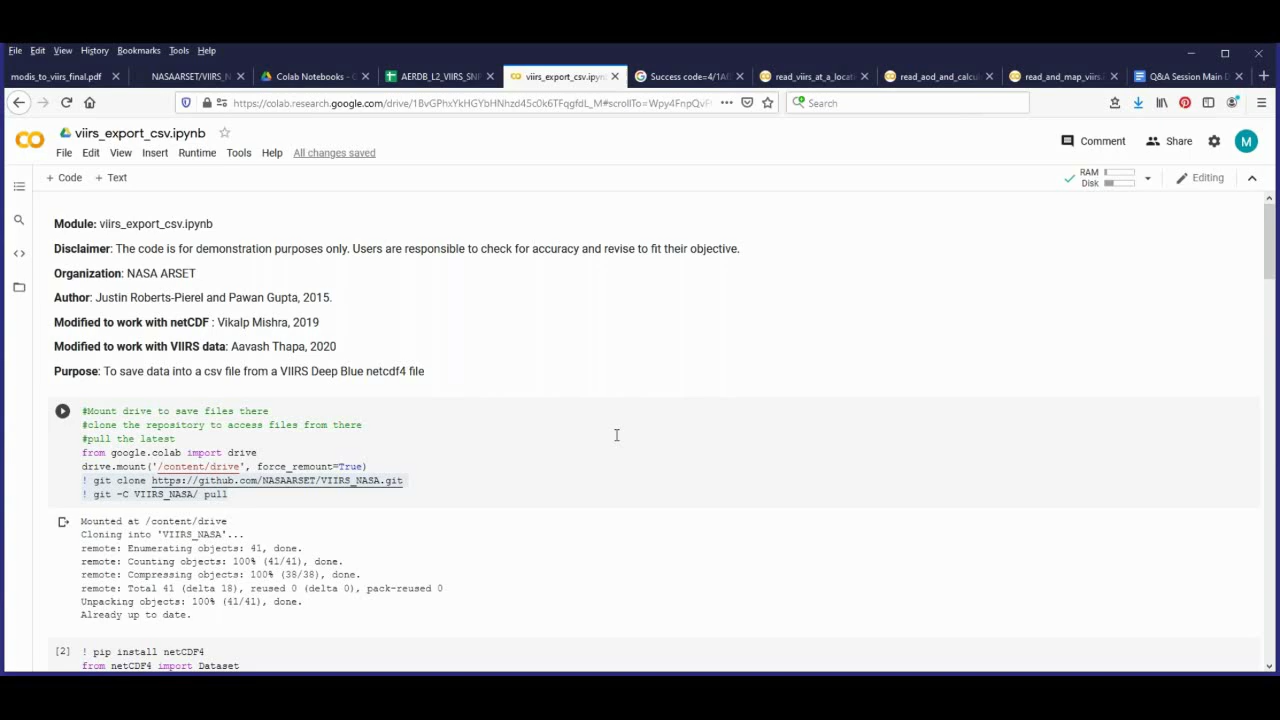 File Edit View History Bookmarks Tools Help
modis_to_viirs_final.pdf NASAARSET/VIIRS_N Colab Notebooks - G AERDB_L2_VIIRS_SNP viirs_export_csv.ipynb Success code=4/1A read_viirs_at_a_locati read_aod_and_calcu read_and_map_viirs.i Q&A Session Main D
Search
viirs_export_csv.ipynb
Comment Share M
File Edit View Insert Runtime Tools Help All changes saved
+ Code + Text
RAM
Disk
Editing
Module: viirs_export_csv.ipynb
Disclaimer: The code is for demonstration purposes only. Users are responsible to check for accuracy and revise to fit their objective.
Organization: NASA ARSET
Author: Justin Roberts-Pierel and Pawan Gupta, 2015.
Modified to work with netCDF : Vikalp Mishra, 2019
Modified to work with VIIRS data: Aavash Thapa, 2020
Purpose: To save data into a csv file from a VIIRS Deep Blue netcdf4 file
#Mount drive to save files there
#clone the repository to access files from there
#pull the latest
from google.colab import drive
drive.mount('/content/drive', force_remount=True)
! git clone https://github.com/NASAARSET/VIIRS_NASA.git
! git -C VIIRS_NASA/ pull
Mounted at /content/drive
Cloning into 'VIIRS_NASA'...
remote: Enumerating objects: 41, done.
remote: Counting objects: 100% (41/41), done.
remote: Compressing objects: 100% (38/38), done.
remote: Total 41 (delta 18), reused 0 (delta 0), pack-reused 0
Unpacking objects: 100% (41/41), done.
Already up to date.
[2] ! pip install netCDF4
from netCDF4 import Dataset